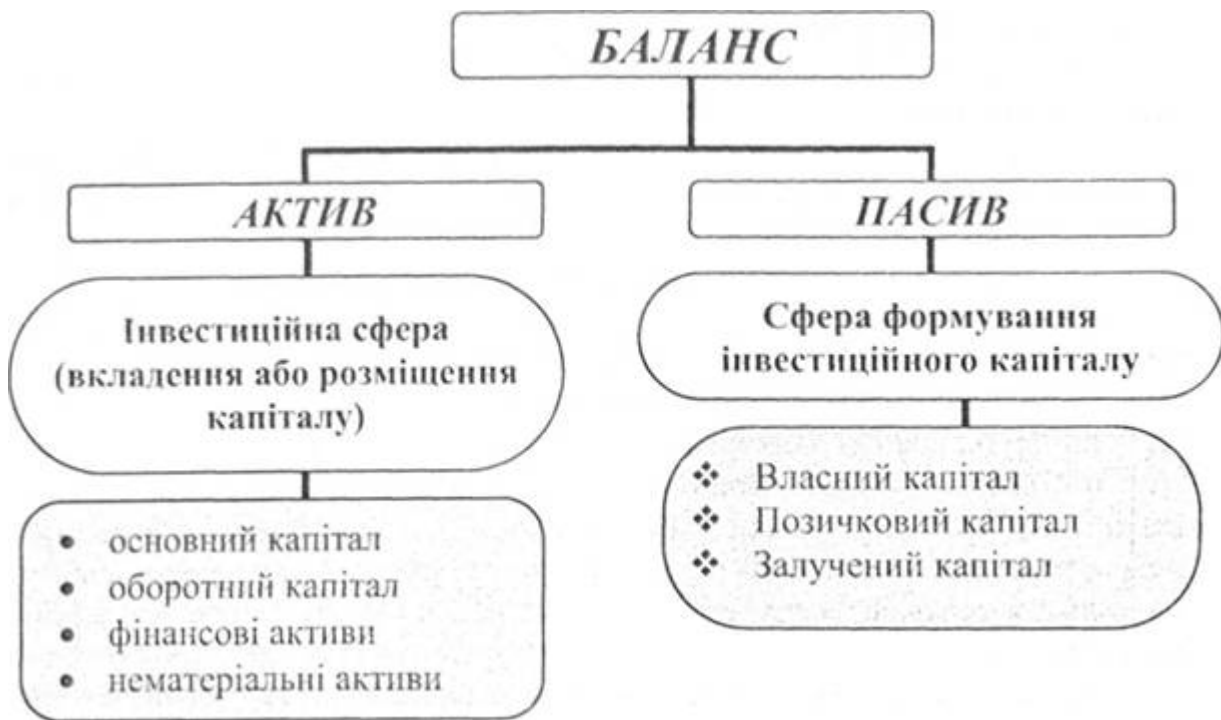 БАЛАНС
АКТИВ
ПАСИВ
Інвестиційна сфера
(вкладення або розміщення
капіталу)
Сфера формування
інвестиційного капіталу
• основний капітал
• оборотний капітал
• фінансові активи
• нематеріальні активи
❖ Власний капітал
❖ Позичковий капітал
❖ Залучений капітал